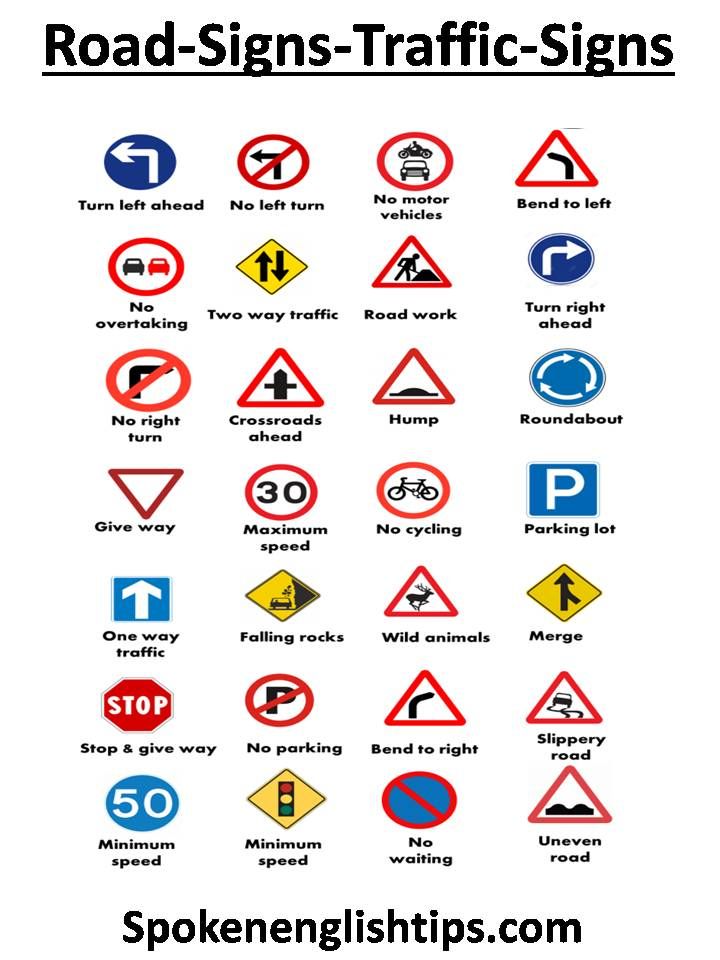 Road-Signs-Traffic-Signs
Turn left ahead
No left turn
No motor
vehicles
Bend to left
No
overtaking
Two way traffic
Road work
Turn right
ahead
No right
turn
Crossroads
ahead
Hump
Roundabout
Give way
30
Maximum
speed
No cycling
P
Parking lot
One way
traffic
Falling rocks
Wild animals
Merge
STOP
Stop & give way
P
No parking
Bend to right
Slippery
road
50
Minimum
speed
Minimum
speed
No
waiting
Uneven
road
Spokenenglishtips.com